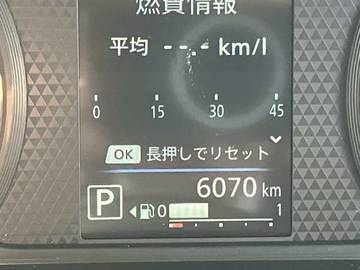 燃費情報
平均 --.- km/l
0 15 30 45
OK 長押しでリセット
6070 km
P 0 1